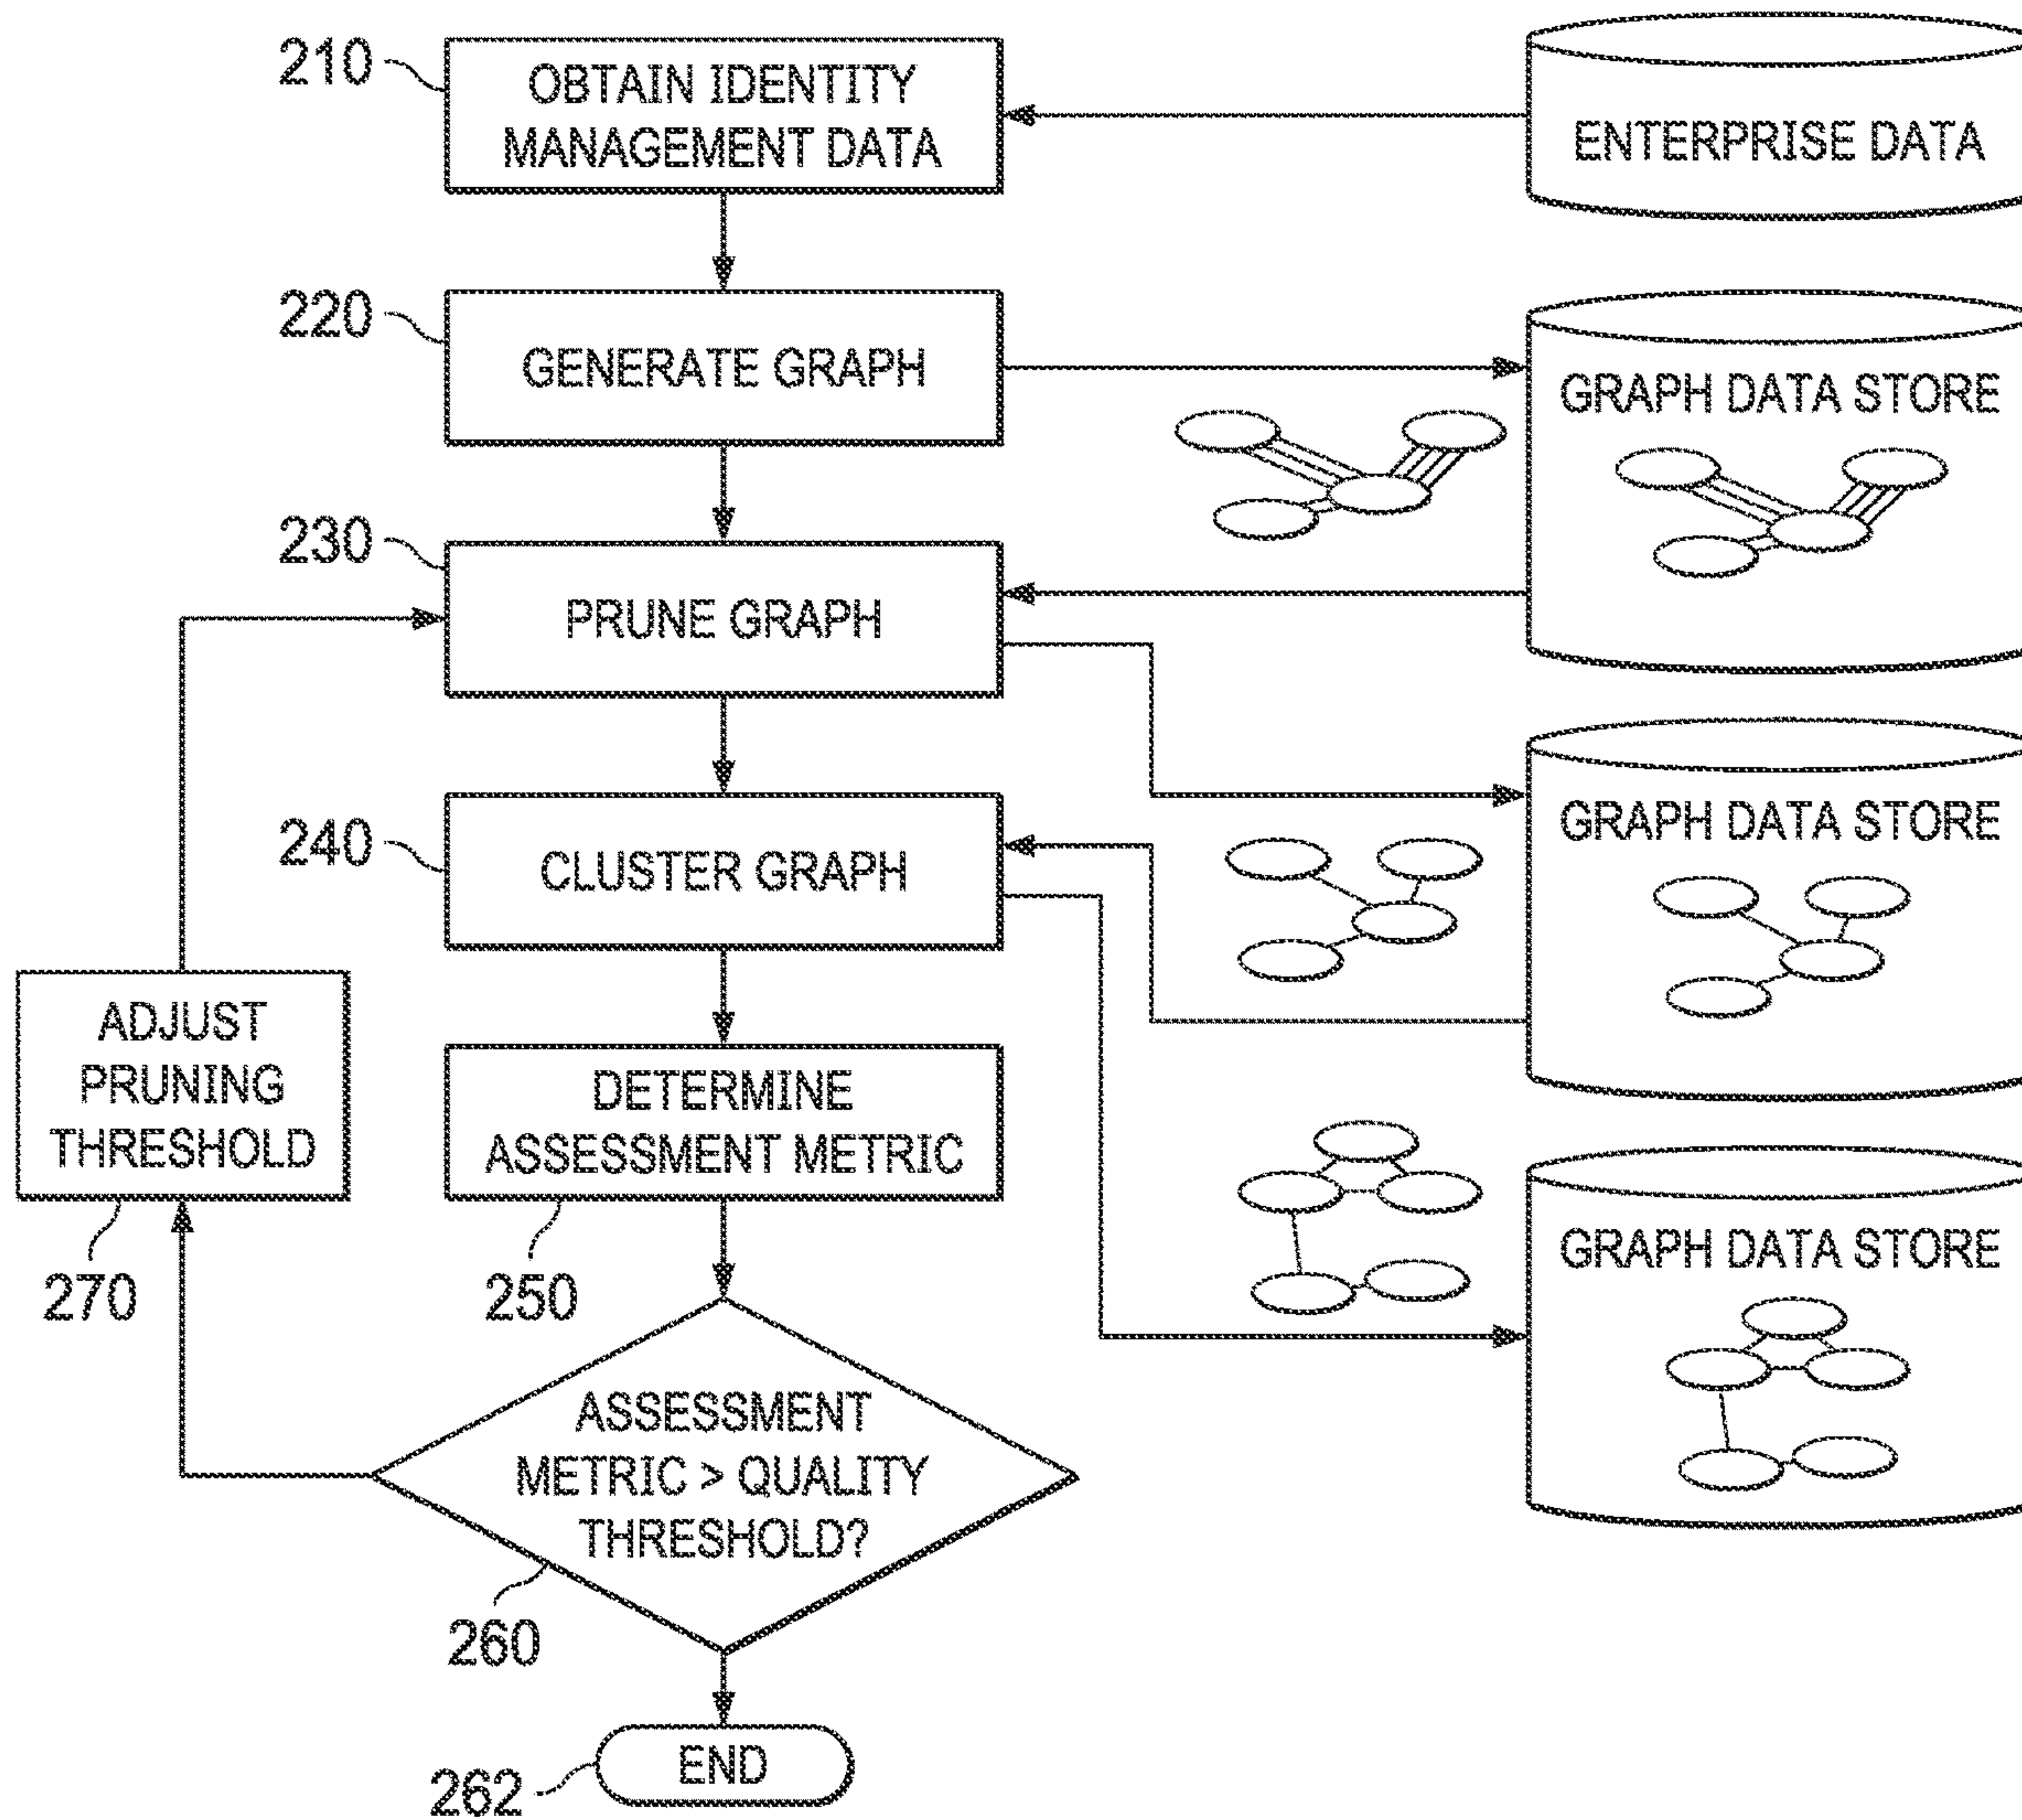 210
OBTAIN IDENTITY
MANAGEMENT DATA
ENTERPRISE DATA
220
GENERATE GRAPH
GRAPH DATA STORE
230
PRUNE GRAPH
240
CLUSTER GRAPH
GRAPH DATA STORE
ADJUST
PRUNING
THRESHOLD
270
DETERMINE
ASSESSMENT METRIC
250
GRAPH DATA STORE
ASSESSMENT
METRIC > QUALITY
THRESHOLD?
260
END
262